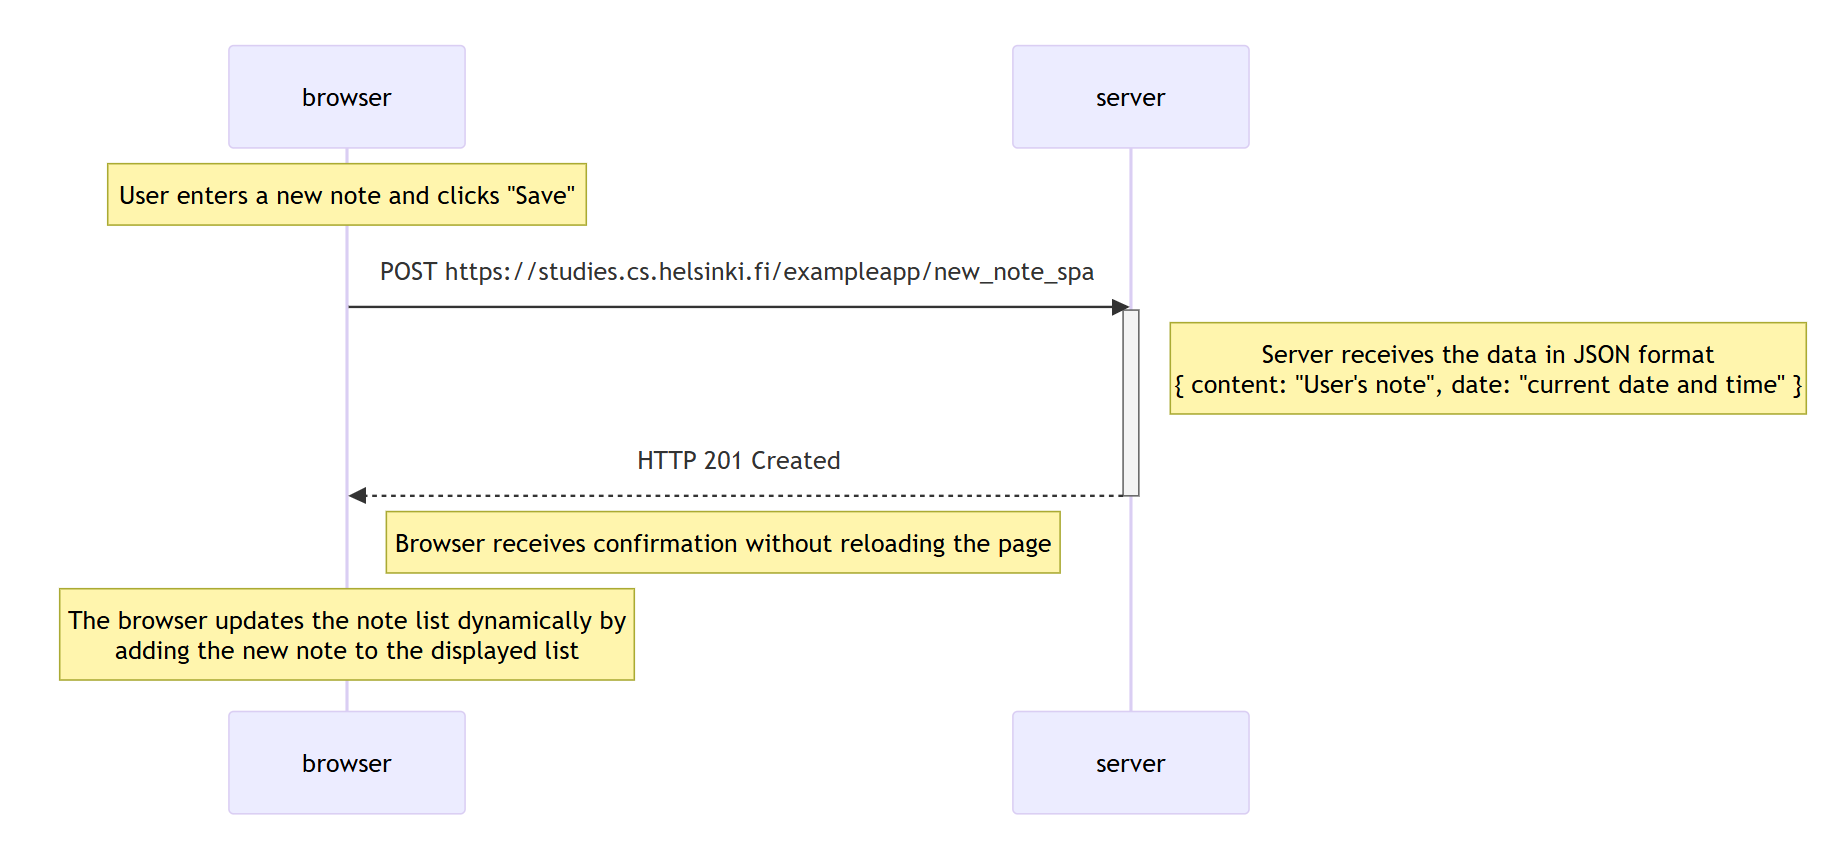 browser
server
User enters a new note and clicks "Save"
POST https://studies.cs.helsinki.fi/exampleapp/new_note_spa
Server receives the data in JSON format
{ content: "User's note", date: "current date and time" }
HTTP 201 Created
Browser receives confirmation without reloading the page
The browser updates the note list dynamically by
adding the new note to the displayed list
browser
server